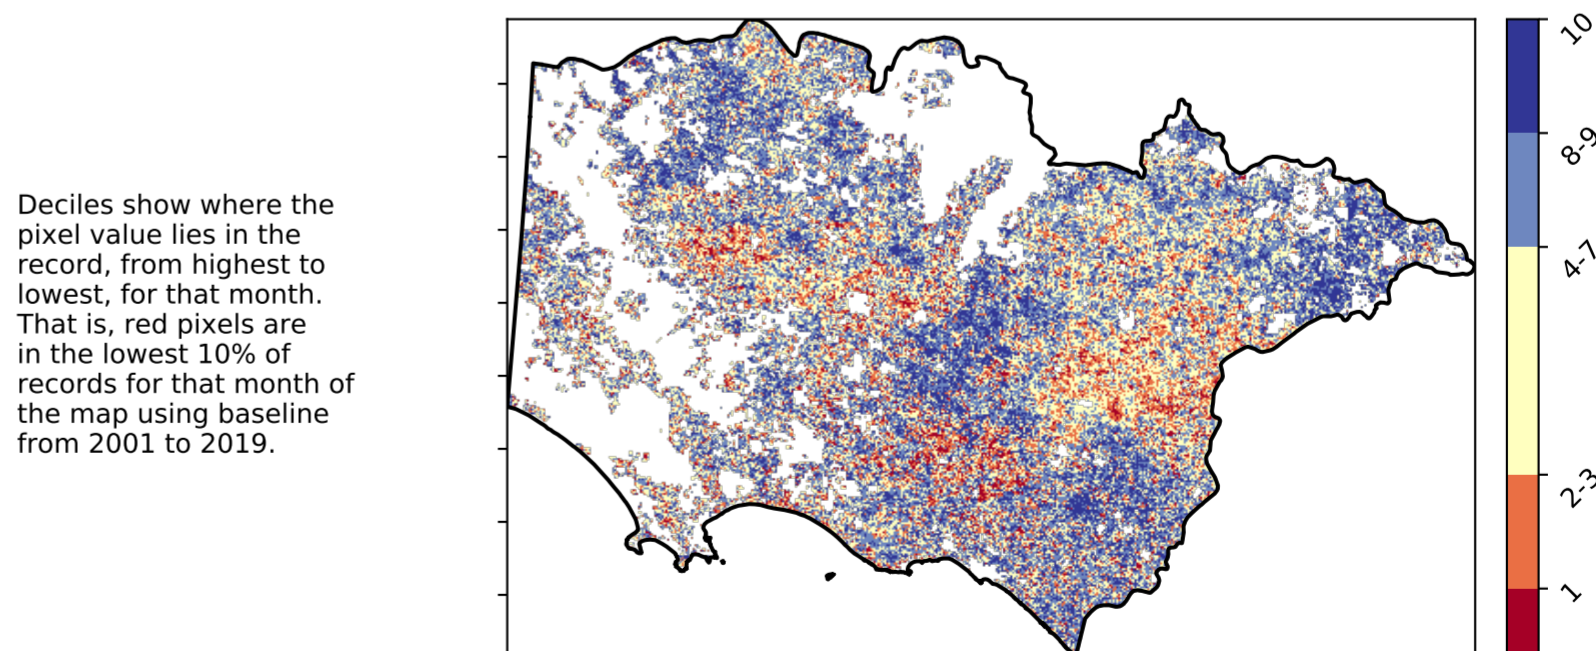 Deciles show where the
pixel value lies in the
record, from highest to
lowest, for that month.
That is, red pixels are
in the lowest 10% of
records for that month of
the map using baseline
from 2001 to 2019.
10
8-9
4-7
2-3
1